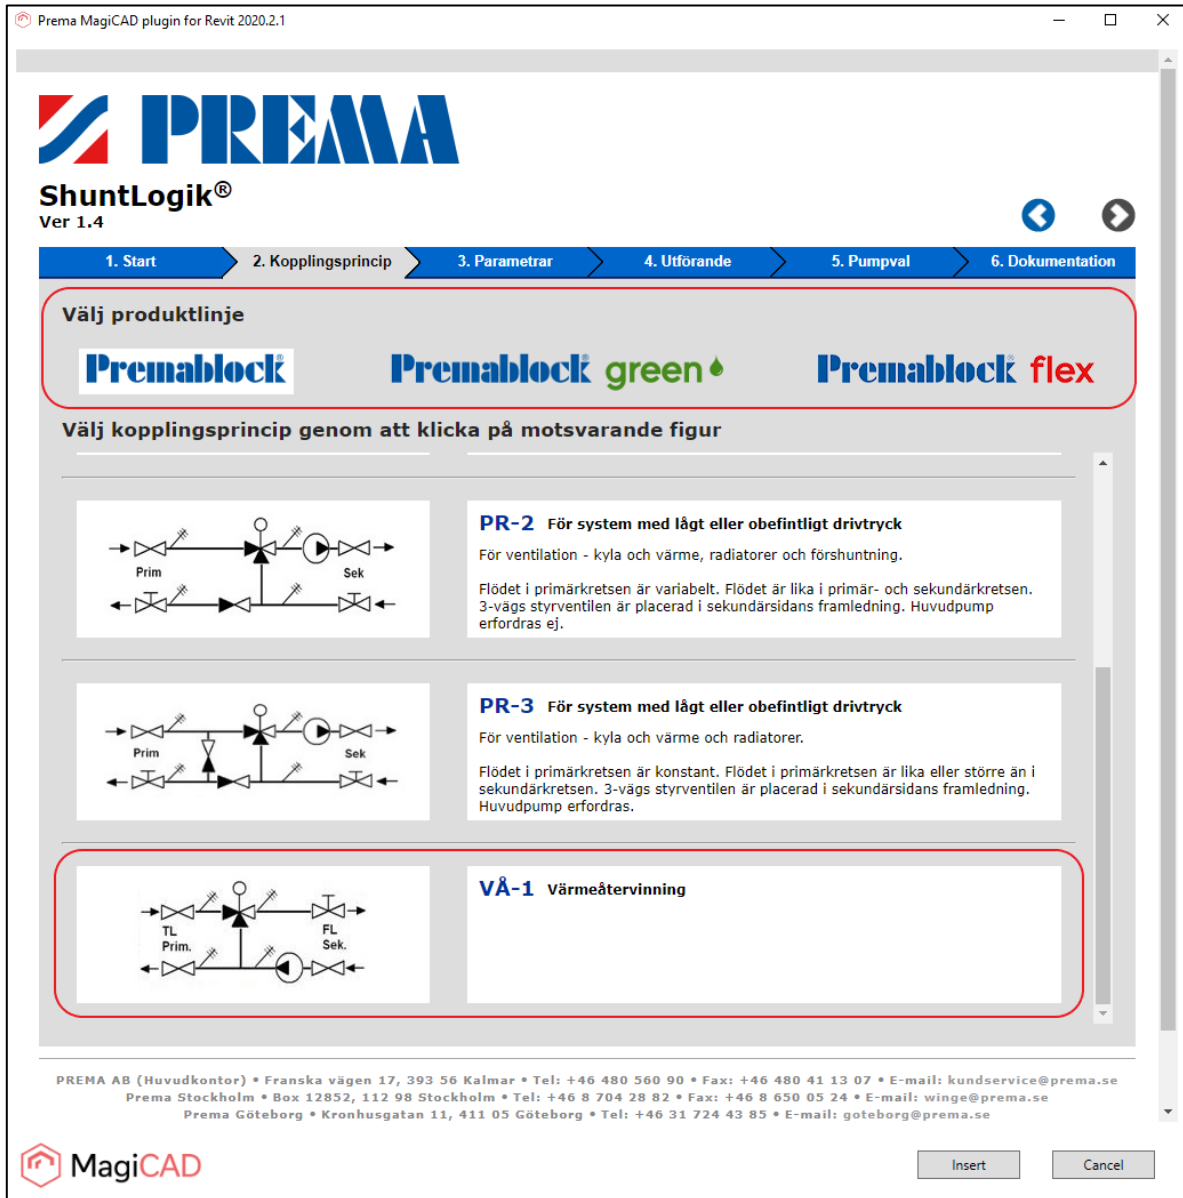 Prema MagiCAD plugin for Revit 2020.2.1
PREMA
ShuntLogik®
Ver 1.4
1. Start
2. Kopplingsprincip
3. Parametrar
4. Utförande
5. Pumpval
6. Dokumentation
Välj produktlinje
Premablock®
Premablock® green
Premablock® flex
Välj kopplingsprincip genom att klicka på motsvarande figur
Prim
Sek
PR-2 För system med lågt eller obefintligt drivtryck
För ventilation - kyla och värme, radiatorer och förshuntning.
Flödet i primärkretsen är variabelt. Flödet är lika i primär- och sekundärkretsen.
3-vägs styrventilen är placerad i sekundärsidans framledning. Huvudpump
erfordras ej.
Prim
Sek
PR-3 För system med lågt eller obefintligt drivtryck
För ventilation - kyla och värme och radiatorer.
Flödet i primärkretsen är konstant. Flödet i primärkretsen är lika eller större än i
sekundärkretsen. 3-vägs styrventilen är placerad i sekundärsidans framledning.
Huvudpump erfordras.
TL
Prim.
FL
Sek.
VÅ-1 Värmeåtervinning
PREMA AB (Huvudkontor) • Franska vägen 17, 393 56 Kalmar • Tel: +46 480 560 90 • Fax: +46 480 41 13 07 • E-mail: kundservice@prema.se
Prema Stockholm • Box 12852, 112 98 Stockholm • Tel: +46 8 704 28 82 • Fax: +46 8 650 05 24 • E-mail: winge@prema.se
Prema Göteborg • Kronhusgatan 11, 411 05 Göteborg • Tel: +46 31 724 43 85 • E-mail: goteborg@prema.se
MagiCAD
Insert
Cancel